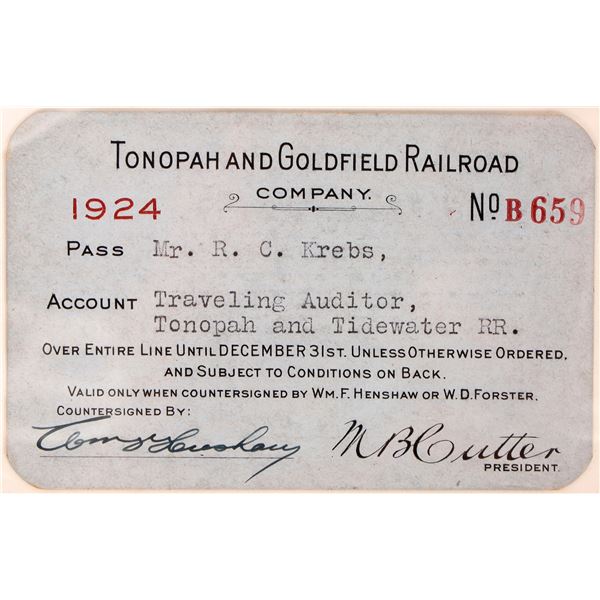 TONOPAH AND GOLDFIELD RAILROAD
COMPANY.
1924
No B 659
PASS Mr. R. C. Krebs,
ACCOUNT Traveling Auditor,
Tonopah and Tidewater RR.
OVER ENTIRE LINE UNTIL DECEMBER 31ST. UNLESS OTHERWISE ORDERED,
AND SUBJECT TO CONDITIONS ON BACK.
VALID ONLY WHEN COUNTERSIGNED BY WM. F. HENSHAW OR W. D. FORSTER.
COUNTERSIGNED BY:
Wm F Henshaw
M B Cutter
PRESIDENT.